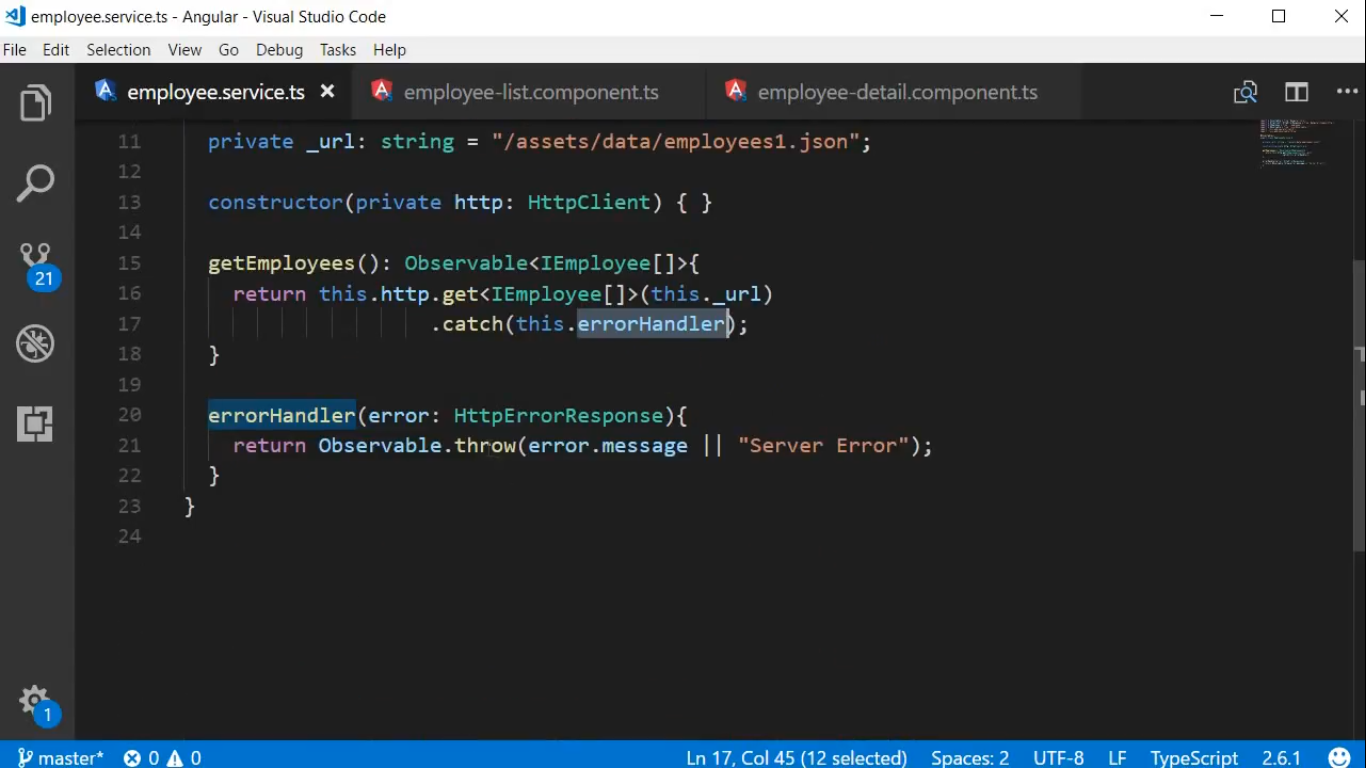 employee.service.ts - Angular - Visual Studio Code
File Edit Selection View Go Debug Tasks Help
employee.service.ts employee-list.component.ts employee-detail.component.ts
11 private _url: string = "/assets/data/employees1.json";
12
13 constructor(private http: HttpClient) { }
14
15 getEmployees(): Observable<IEmployee[]>{
16 return this.http.get<IEmployee[]>(this._url)
17 .catch(this.errorHandler);
18 }
19
20 errorHandler(error: HttpErrorResponse){
21 return Observable.throw(error.message || "Server Error");
22 }
23 }
24
21
1
master* 0 0 Ln 17, Col 45 (12 selected) Spaces: 2 UTF-8 LF TypeScript 2.6.1